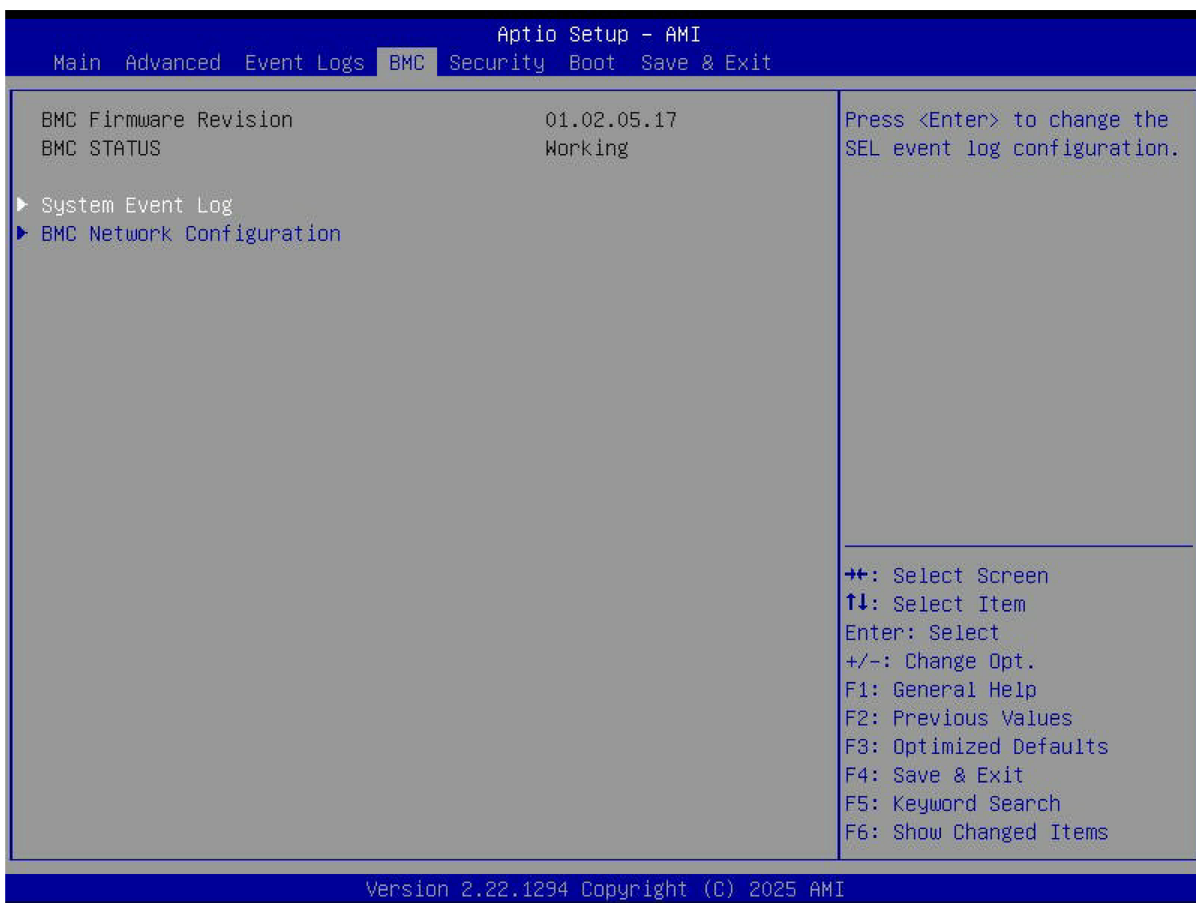 Aptio Setup – AMI
Main Advanced Event Logs BMC Security Boot Save & Exit
BMC Firmware Revision 01.02.05.17
BMC STATUS Working
▶ System Event Log
▶ BMC Network Configuration
Press <Enter> to change the
SEL event log configuration.
→←: Select Screen
↑↓: Select Item
Enter: Select
+/-: Change Opt.
F1: General Help
F2: Previous Values
F3: Optimized Defaults
F4: Save & Exit
F5: Keyword Search
F6: Show Changed Items
Version 2.22.1294 Copyright (C) 2025 AMI